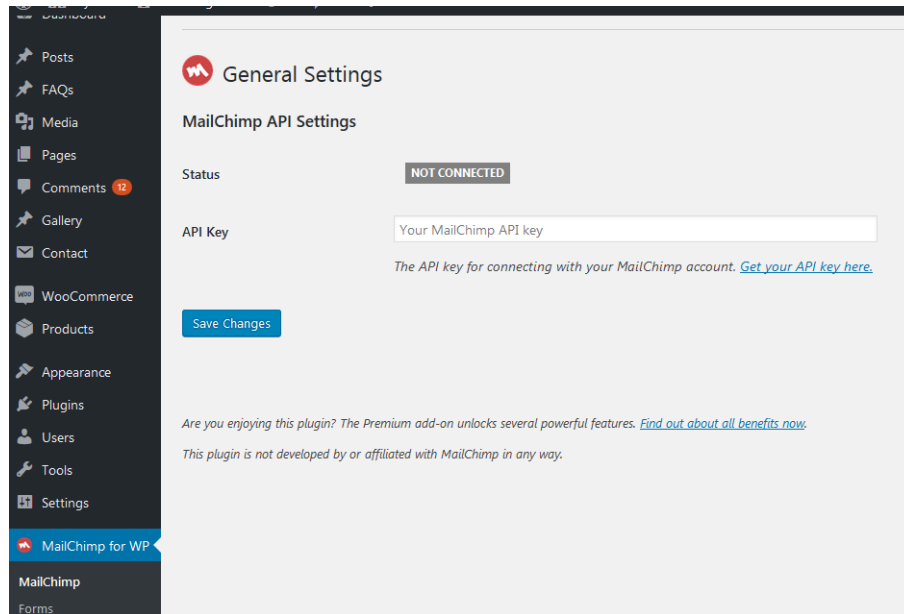 Dashboard
Posts
FAQs
Media
Pages
Comments 12
Gallery
Contact
WOO WooCommerce
Products
Appearance
Plugins
Users
Tools
Settings
MailChimp for WP
MailChimp
Forms
General Settings
MailChimp API Settings
Status NOT CONNECTED
API Key Your MailChimp API key
The API key for connecting with your MailChimp account. Get your API key here.
Save Changes
Are you enjoying this plugin? The Premium add-on unlocks several powerful features. Find out about all benefits now.
This plugin is not developed by or affiliated with MailChimp in any way.